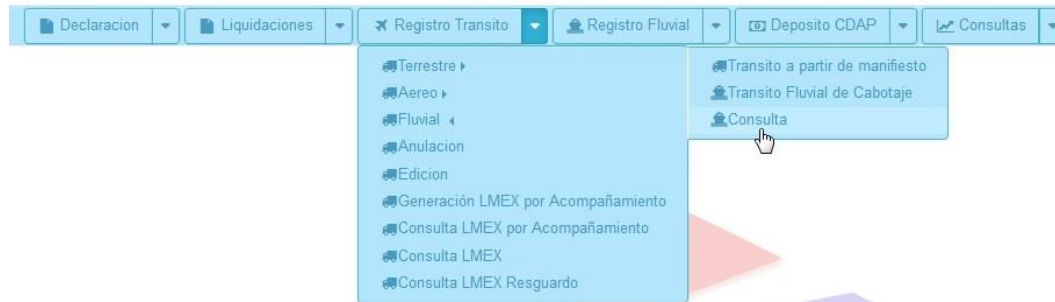 Declaracion Liquidaciones Registro Transito Registro Fluvial Deposito CDAP Consultas
Terrestre
Aereo
Fluvial
Anulacion
Edicion
Generación LMEX por Acompañamiento
Consulta LMEX por Acompañamiento
Consulta LMEX
Consulta LMEX Resguardo
Transito a partir de manifiesto
Transito Fluvial de Cabotaje
Consulta